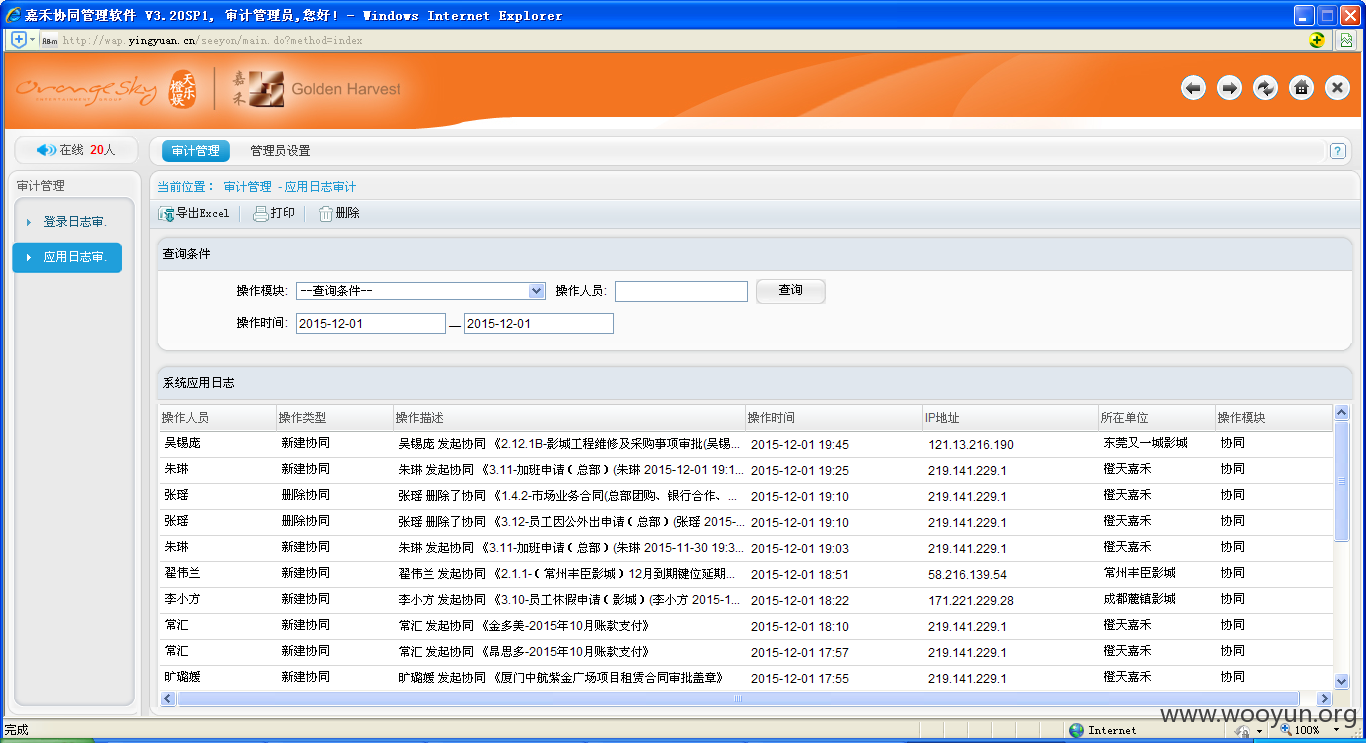 嘉禾协同管理软件 V3.20SP1, 审计管理员,您好! - Windows Internet Explorer
http://wap.yingyuan.cn/seeyon/main.do?method=index
OrangeSky 橙天娱乐 嘉禾 Golden Harvest
在线 20人 审计管理 管理员设置 ?
审计管理
登录日志审.
应用日志审.
当前位置： 审计管理 - 应用日志审计
导出Excel 打印 删除
查询条件
操作模块: --查询条件-- 操作人员: 查询
操作时间: 2015-12-01 — 2015-12-01
系统应用日志
操作人员 操作类型 操作描述 操作时间 IP地址 所在单位 操作模块
吴锡庞 新建协同 吴锡庞 发起协同 《2.12.1B-影城工程维修及采购事项审批(吴锡... 2015-12-01 19:45 121.13.216.190 东莞又一城影城 协同
朱琳 新建协同 朱琳 发起协同 《3.11-加班申请（总部）(朱琳 2015-12-01 19:1... 2015-12-01 19:25 219.141.229.1 橙天嘉禾 协同
张瑶 删除协同 张瑶 删除了协同 《1.4.2-市场业务合同(总部团购、银行合作、... 2015-12-01 19:10 219.141.229.1 橙天嘉禾 协同
张瑶 删除协同 张瑶 删除了协同 《3.12-员工因公外出申请（总部）(张瑶 2015-... 2015-12-01 19:10 219.141.229.1 橙天嘉禾 协同
朱琳 新建协同 朱琳 发起协同 《3.11-加班申请（总部）(朱琳 2015-11-30 19:3... 2015-12-01 19:03 219.141.229.1 橙天嘉禾 协同
翟伟兰 新建协同 翟伟兰 发起协同 《2.1.1-（常州丰臣影城）12月到期键位延期... 2015-12-01 18:51 58.216.139.54 常州丰臣影城 协同
李小方 新建协同 李小方 发起协同 《3.10-员工休假申请（影城）(李小方 2015-1... 2015-12-01 18:22 171.221.229.28 成都麓镇影城 协同
常汇 新建协同 常汇 发起协同 《金多美-2015年10月账款支付》 2015-12-01 18:10 219.141.229.1 橙天嘉禾 协同
常汇 新建协同 常汇 发起协同 《昂思多-2015年10月账款支付》 2015-12-01 17:57 219.141.229.1 橙天嘉禾 协同
旷璐媛 新建协同 旷璐媛 发起协同 《厦门中航紫金广场项目租赁合同审批盖章》 2015-12-01 17:55 219.141.229.1 橙天嘉禾 协同
www.wooyun.org
完成 Internet 100%